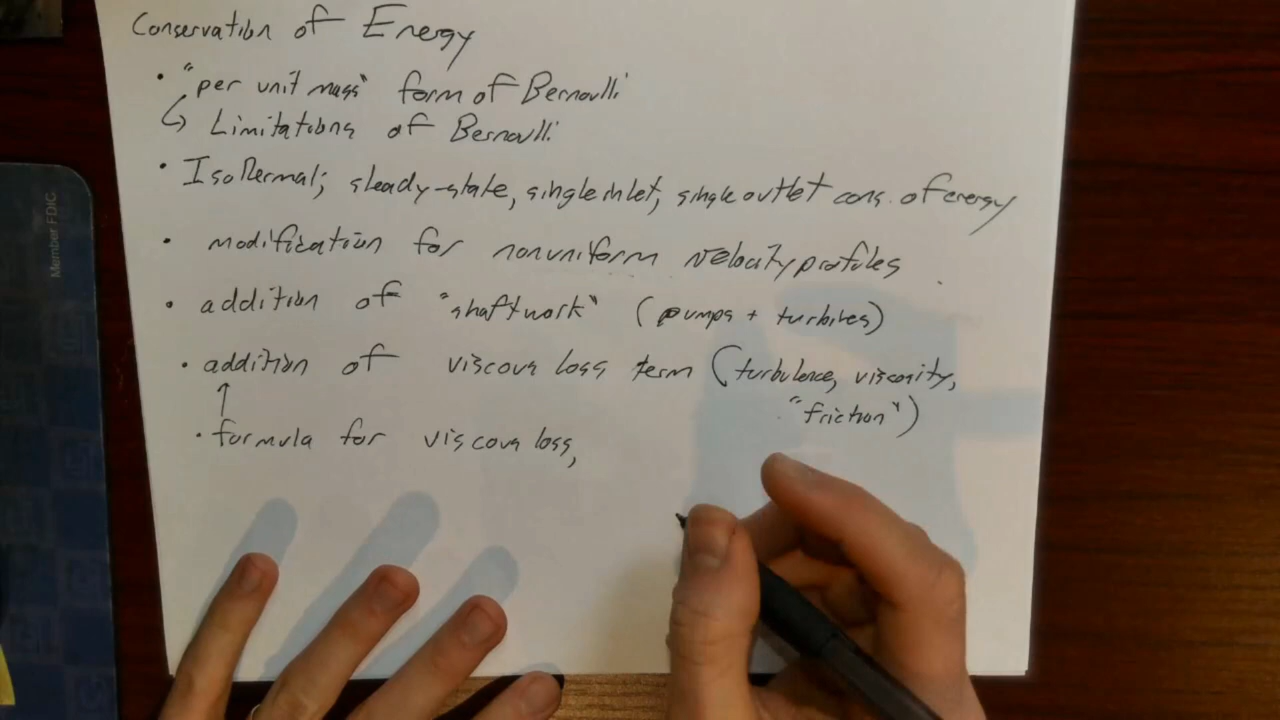 Conservation of Energy
• "per unit mass" form of Bernoulli
↳ Limitations of Bernoulli
• Isothermal, steady-state, single inlet, single outlet cons. of energy
• modification for nonuniform velocity profiles
• addition of "shaft work" (pumps + turbines)
• addition of viscous loss term (turbulence, viscosity,
"friction")
↑
• formula for viscous loss,
Member FDIC